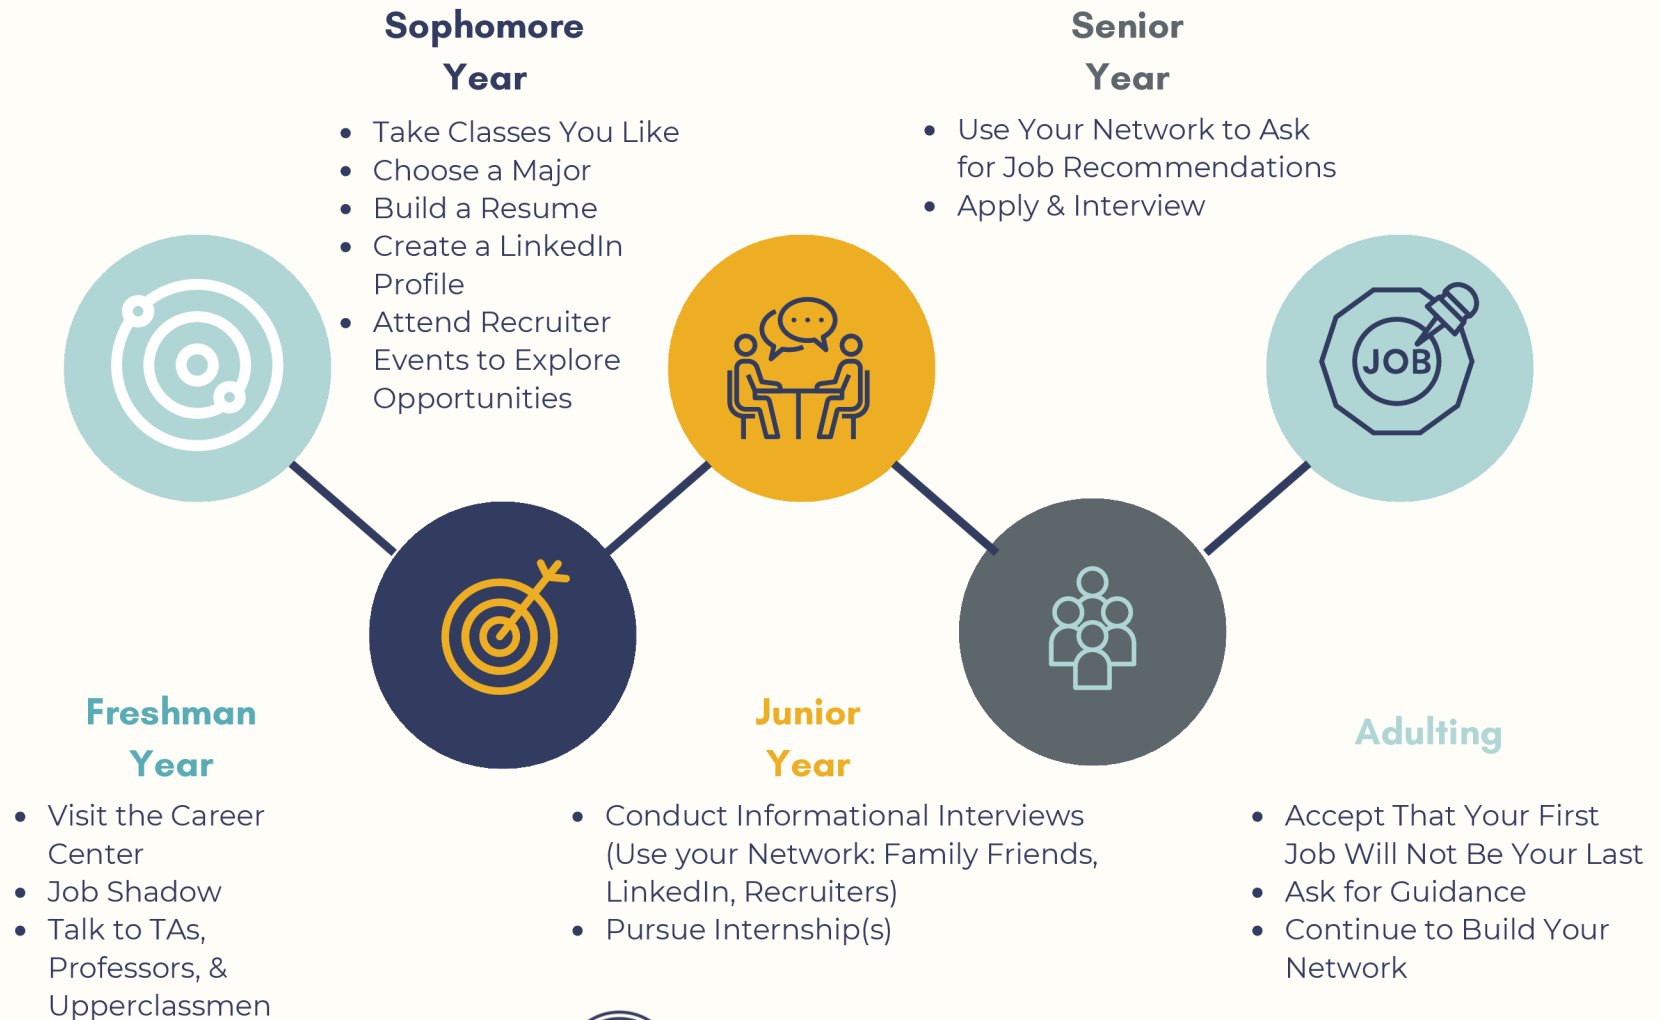 Sophomore
Year
• Take Classes You Like
• Choose a Major
• Build a Resume
• Create a LinkedIn
Profile
• Attend Recruiter
Events to Explore
Opportunities
Senior
Year
• Use Your Network to Ask
for Job Recommendations
• Apply & Interview
JOB
Freshman
Year
• Visit the Career
Center
• Job Shadow
• Talk to TAs,
Professors, &
Upperclassmen
Junior
Year
• Conduct Informational Interviews
(Use your Network: Family Friends,
LinkedIn, Recruiters)
• Pursue Internship(s)
Adulting
• Accept That Your First
Job Will Not Be Your Last
• Ask for Guidance
• Continue to Build Your
Network